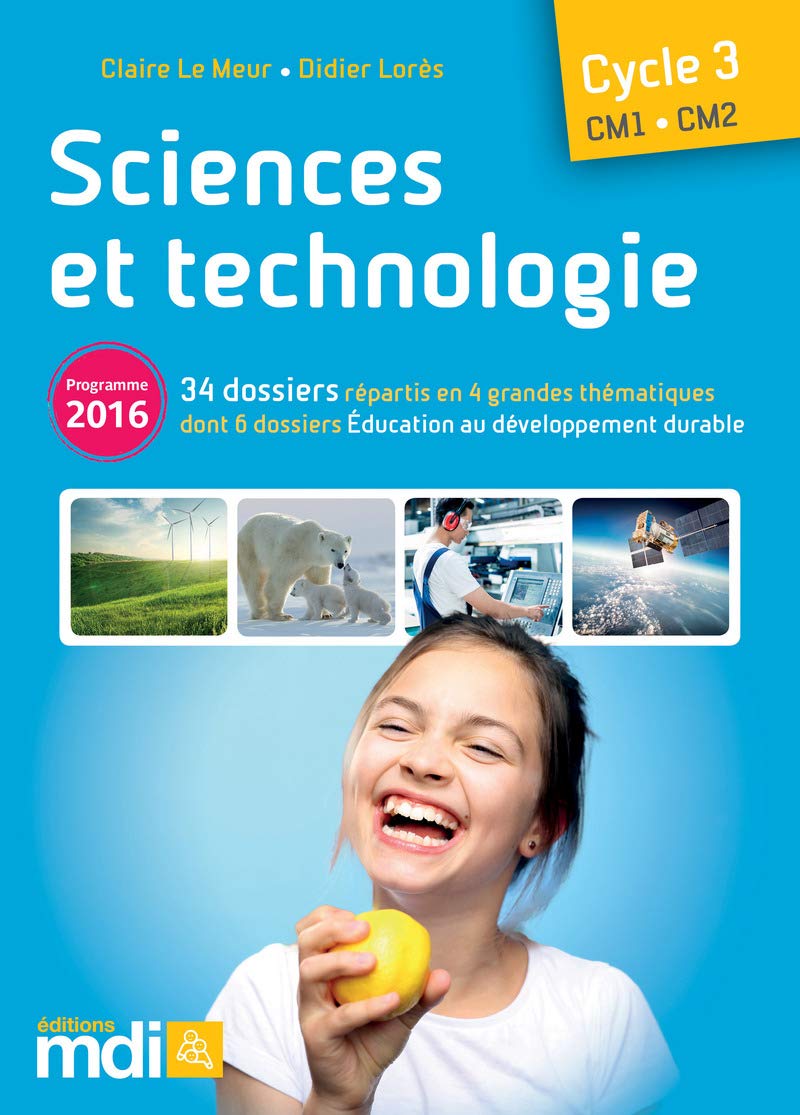 Claire Le Meur • Didier Lorès
Cycle 3
CM1 • CM2
Sciences
et technologie
Programme
2016
34 dossiers répartis en 4 grandes thématiques
dont 6 dossiers Éducation au développement durable
éditions
mdi